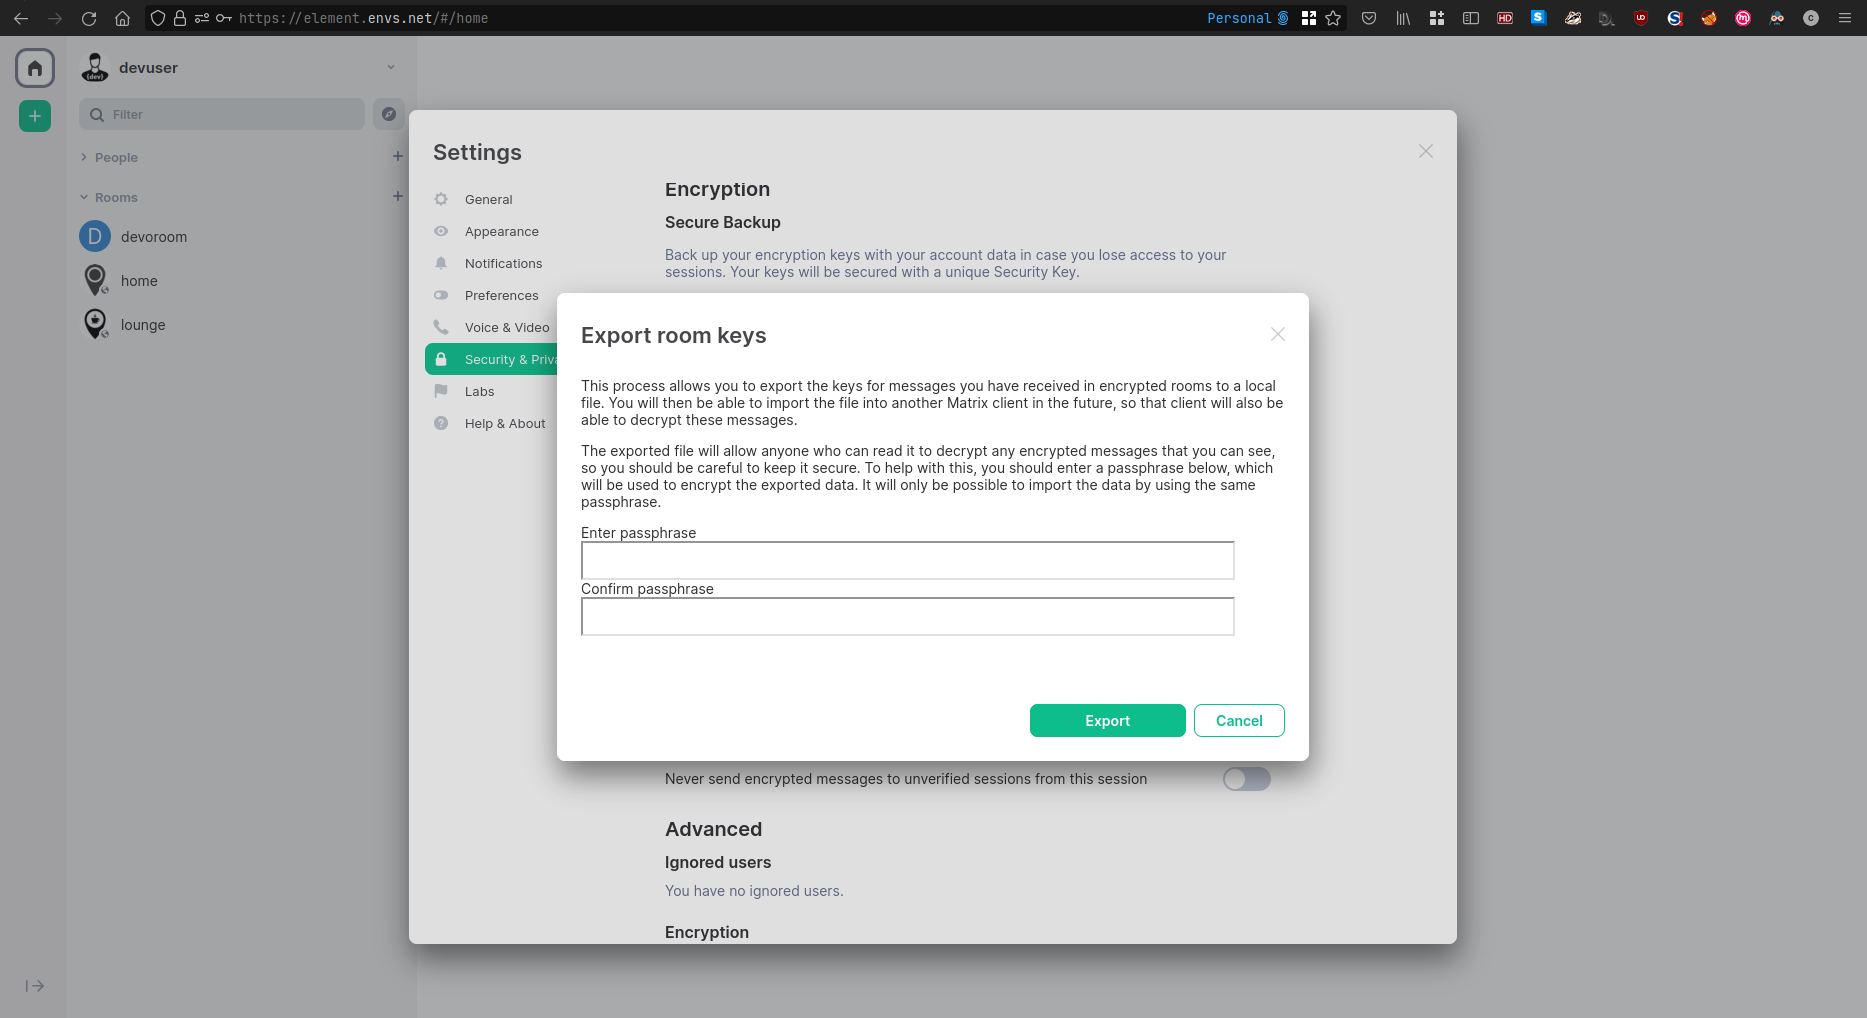 https://element.envs.net/#/home
Personal
devuser
Filter
People
Rooms
D devoroom
home
lounge
Settings
General
Appearance
Notifications
Preferences
Voice & Video
Security & Priva
Labs
Help & About
Encryption
Secure Backup
Back up your encryption keys with your account data in case you lose access to your
sessions. Your keys will be secured with a unique Security Key.
Export room keys
This process allows you to export the keys for messages you have received in encrypted rooms to a local
file. You will then be able to import the file into another Matrix client in the future, so that client will also be
able to decrypt these messages.
The exported file will allow anyone who can read it to decrypt any encrypted messages that you can see,
so you should be careful to keep it secure. To help with this, you should enter a passphrase below, which
will be used to encrypt the exported data. It will only be possible to import the data by using the same
passphrase.
Enter passphrase
Confirm passphrase
Export
Cancel
Never send encrypted messages to unverified sessions from this session
Advanced
Ignored users
You have no ignored users.
Encryption